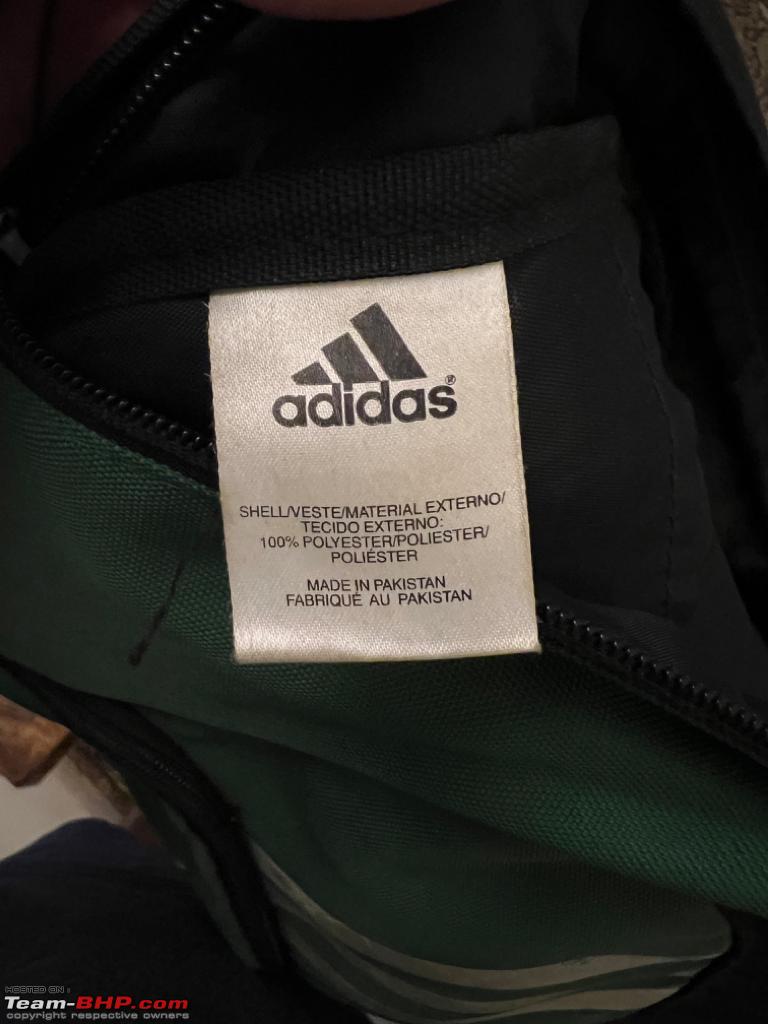 adidas®
SHELL/VESTE/MATERIAL EXTERNO/
TECIDO EXTERNO:
100% POLYESTER/POLIESTER/
POLIÉSTER
MADE IN PAKISTAN
FABRIQUÉ AU PAKISTAN
HOSTED ON :
Team-BHP.com
copyright respective owners